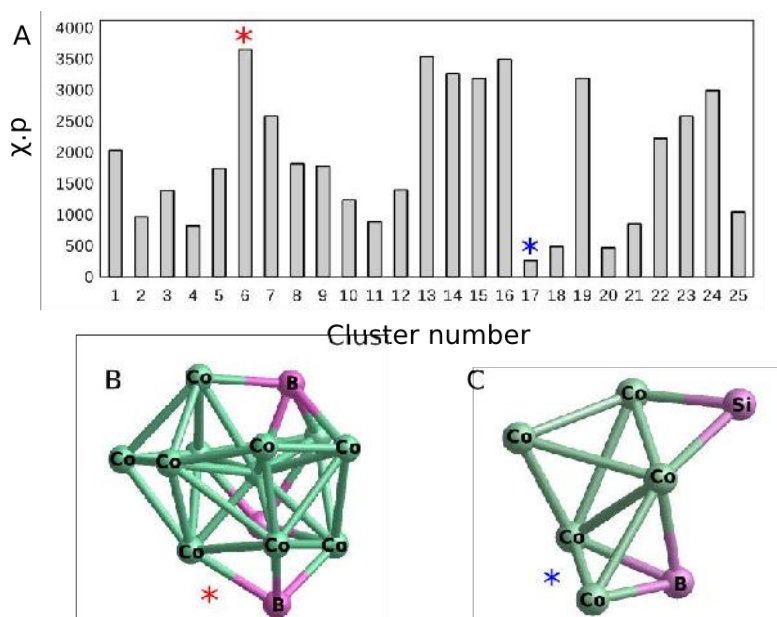 A
χ.p
4000
3500
3000
2500
2000
1500
1000
500
0
*
*
1 2 3 4 5 6 7 8 9 10 11 12 13 14 15 16 17 18 19 20 21 22 23 24 25
Cluster number
B
Co B
Co Co Co Co
Co Co Co
*
B
C
Co Si
Co
Co
Co
*
B
Co